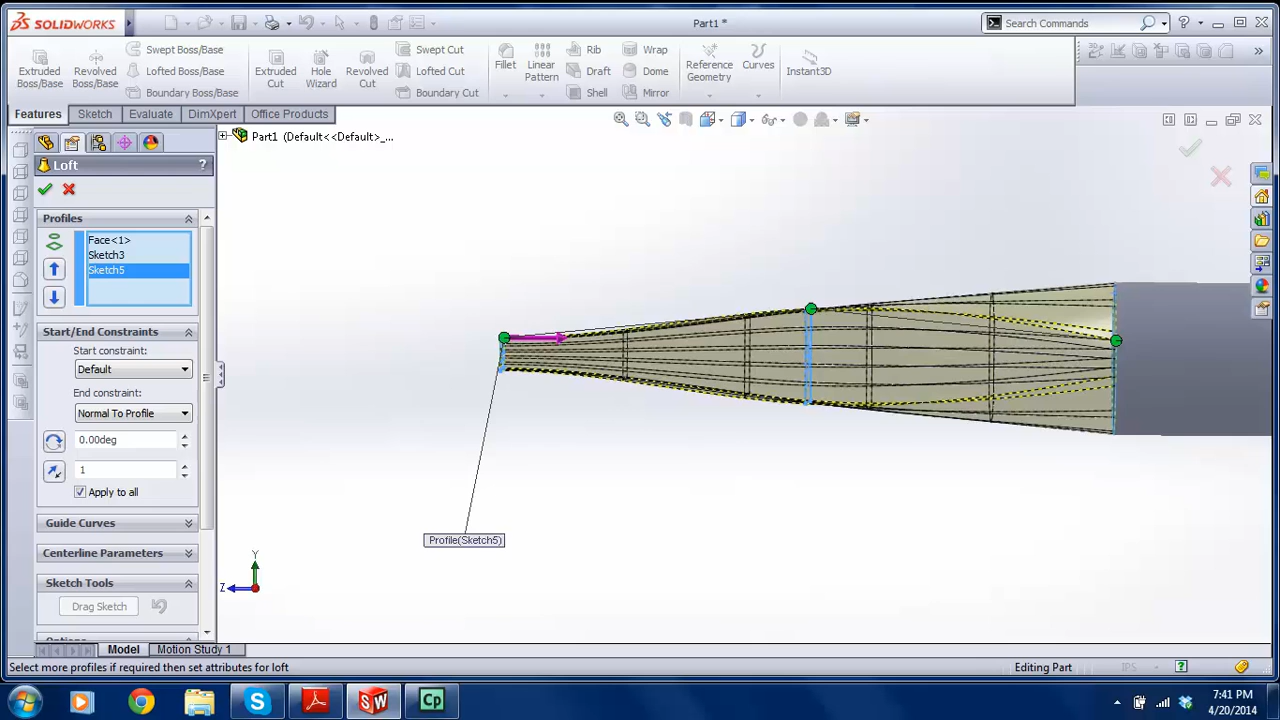 SOLIDWORKS
Part1 *
Search Commands
?
Extruded Boss/Base
Revolved Boss/Base
Swept Boss/Base
Lofted Boss/Base
Boundary Boss/Base
Extruded Cut
Hole Wizard
Revolved Cut
Swept Cut
Lofted Cut
Boundary Cut
Fillet
Linear Pattern
Rib
Draft
Shell
Wrap
Dome
Mirror
Reference Geometry
Curves
Instant3D
Features
Sketch
Evaluate
DimXpert
Office Products
Part1 (Default<<Default>_...
Loft
?
Profiles
Face<1>
Sketch3
Sketch5
Start/End Constraints
Start constraint:
Default
End constraint:
Normal To Profile
0.00deg
1
Apply to all
Guide Curves
Centerline Parameters
Sketch Tools
Drag Sketch
Options
Profile(Sketch5)
Y
Z
Model
Motion Study 1
Select more profiles if required then set attributes for loft
Editing Part
IPS
?
Cp
7:41 PM
4/20/2014